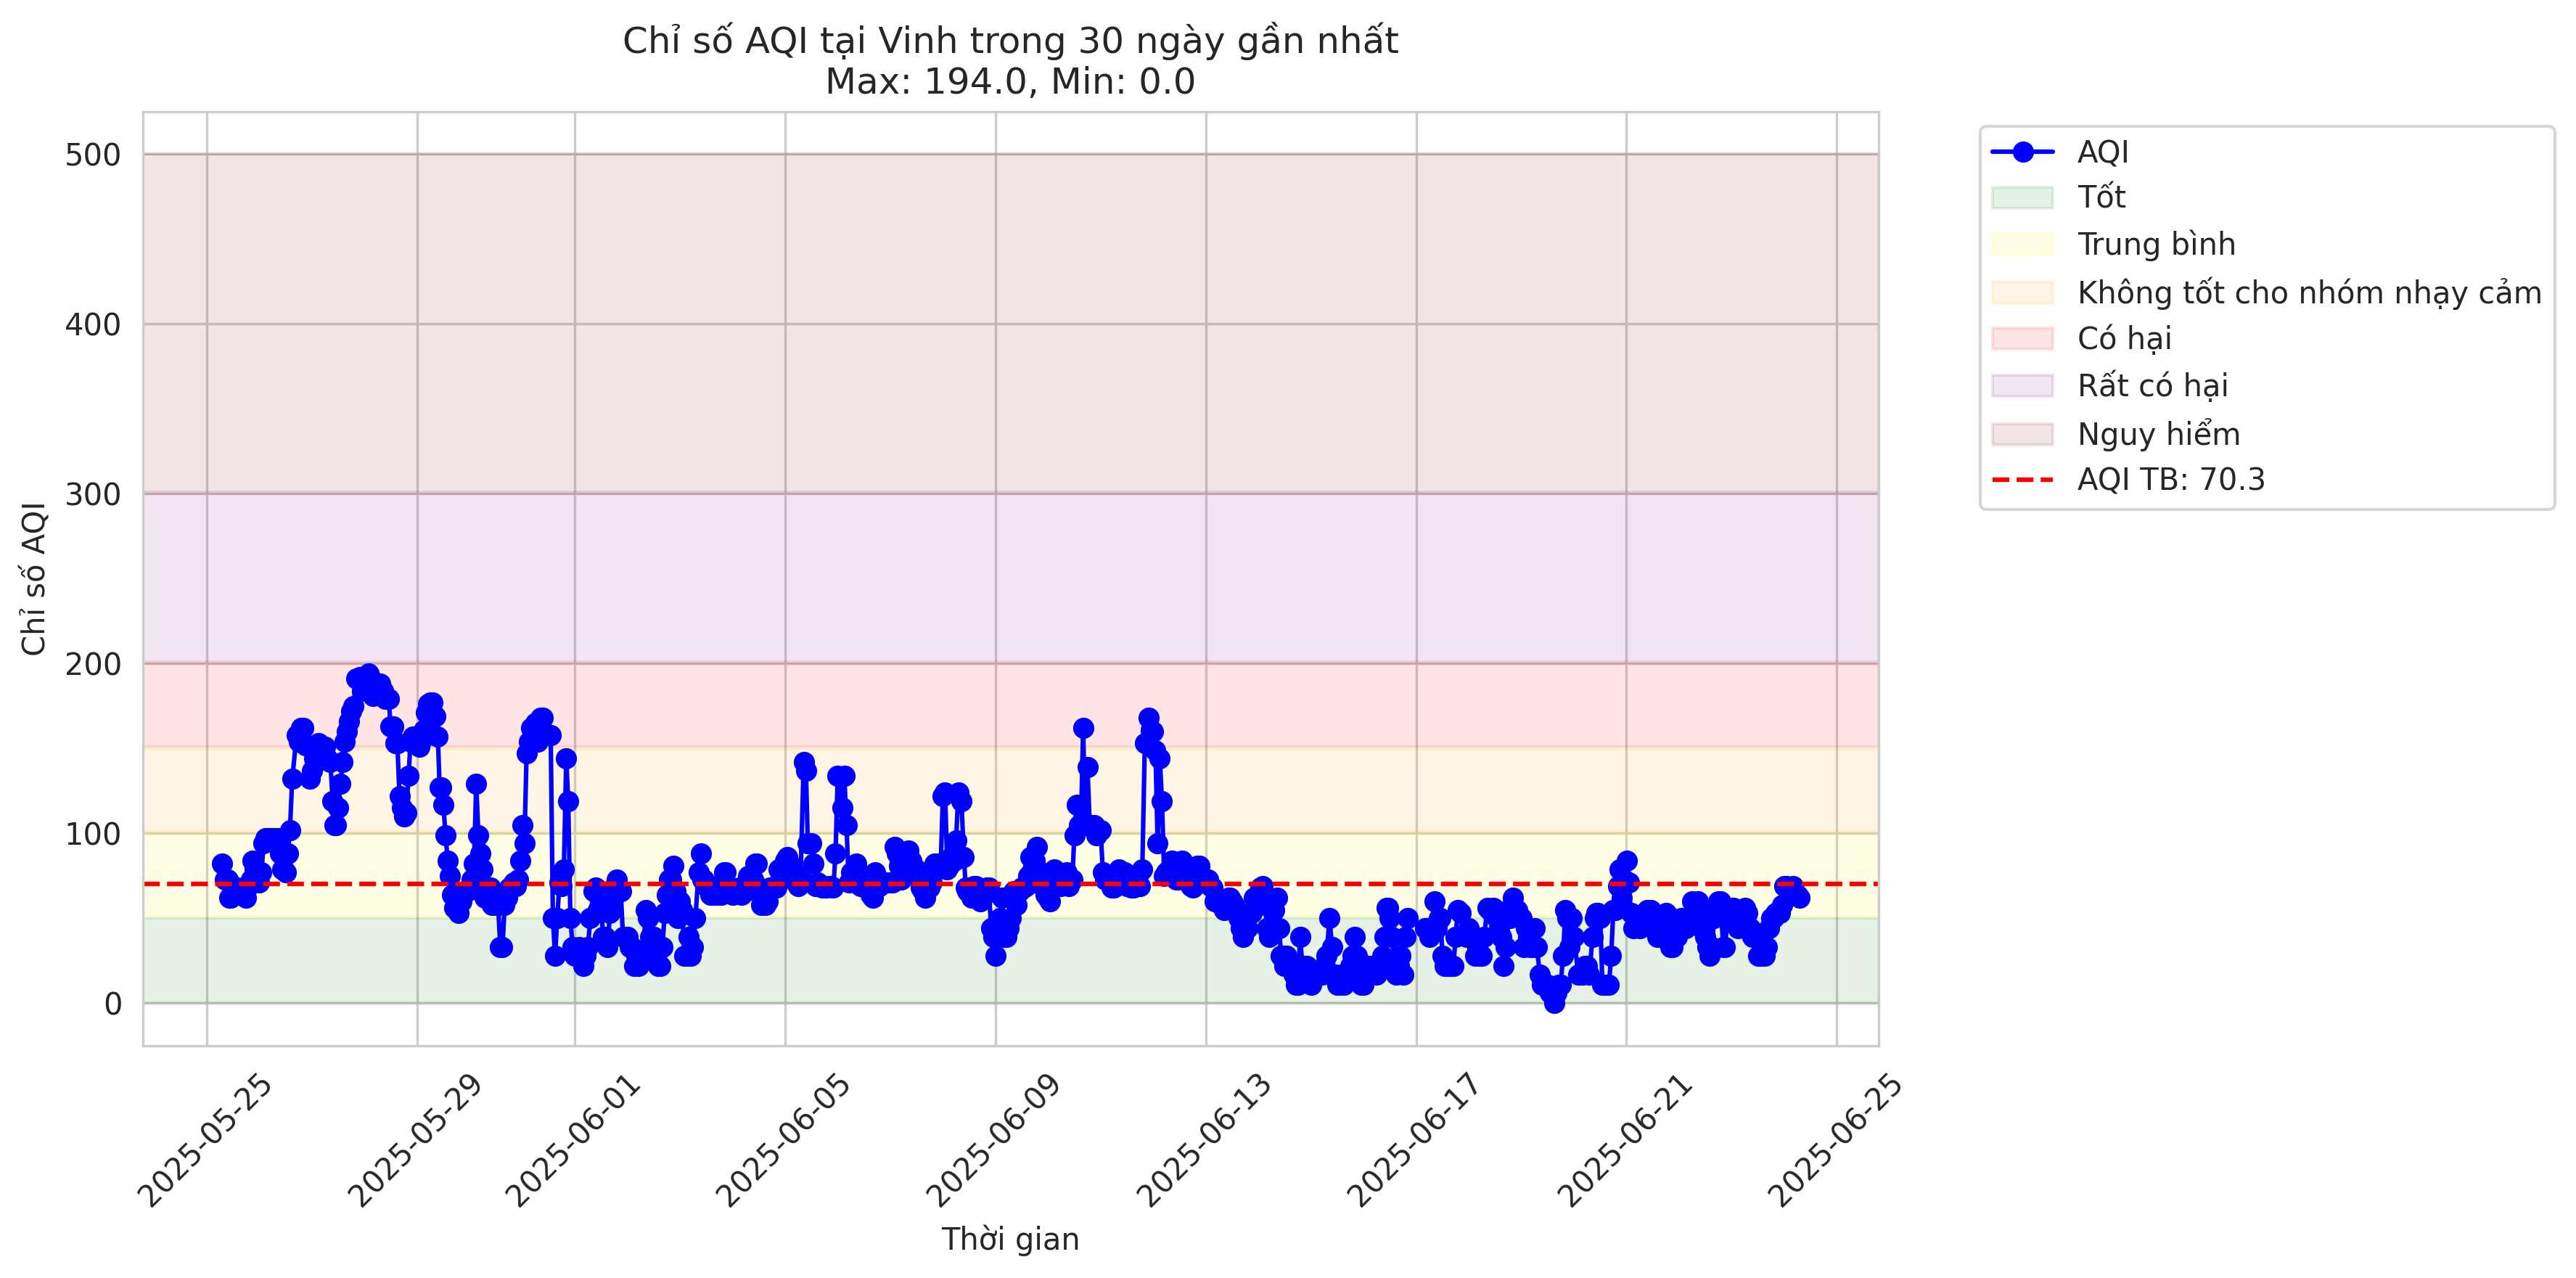 Chỉ số AQI tại Vinh trong 30 ngày gần nhất
Max: 194.0, Min: 0.0
Chỉ số AQI
500
400
300
200
100
0
2025-05-25
2025-05-29
2025-06-01
2025-06-05
2025-06-09
2025-06-13
2025-06-17
2025-06-21
2025-06-25
Thời gian
AQI
Tốt
Trung bình
Không tốt cho nhóm nhạy cảm
Có hại
Rất có hại
Nguy hiểm
AQI TB: 70.3